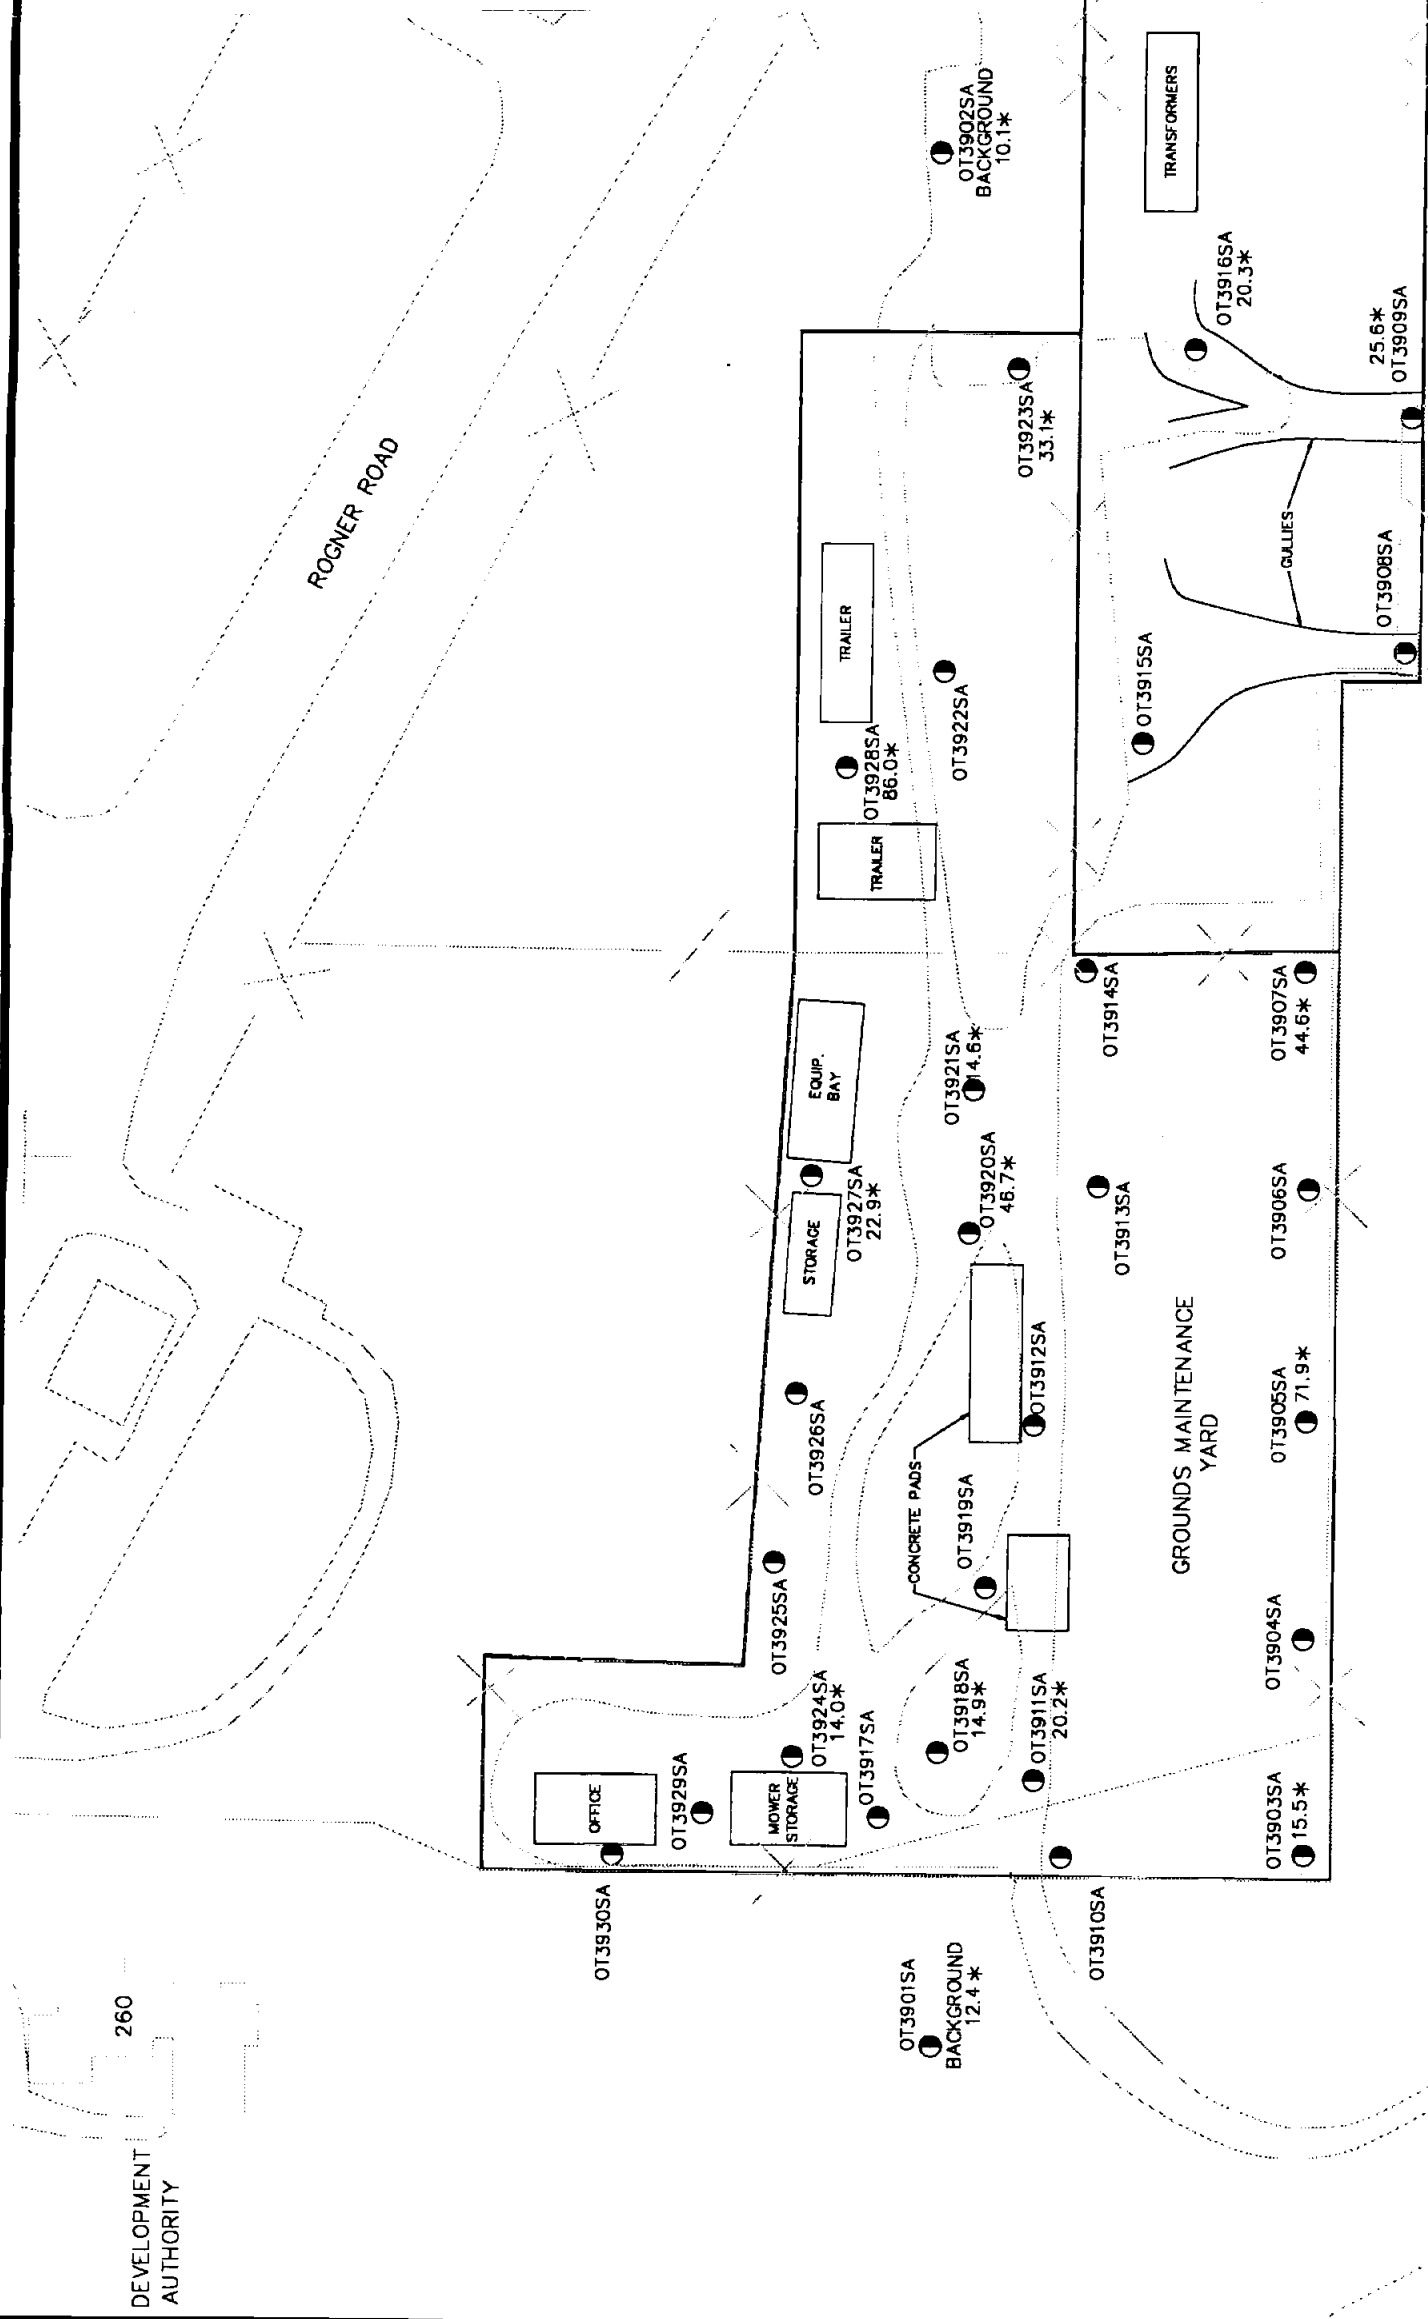 DEVELOPMENT
AUTHORITY
260
ROGNER ROAD
OT3930SA
OFFICE
OT3929SA
MOWER
STORAGE
OT3924SA
14.0*
OT3917SA
OT3925SA
OT3926SA
STORAGE
OT3927SA
22.9*
EQUIP.
BAY
TRAILER
OT3928SA
86.0*
TRAILER
OT3922SA
OT3902SA
BACKGROUND
10.1*
OT3901SA
BACKGROUND
12.4*
OT3918SA
14.9*
CONCRETE PADS
OT3919SA
OT3920SA
46.7*
OT3921SA
14.6*
OT3923SA
33.1*
OT3910SA
OT3911SA
20.2*
OT3912SA
OT3913SA
OT3914SA
OT3915SA
OT3916SA
20.3*
TRANSFORMERS
GROUNDS MAINTENANCE
YARD
GULLIES
OT3903SA
15.5*
OT3904SA
OT3905SA
71.9*
OT3906SA
OT3907SA
44.6*
OT3908SA
25.6*
OT3909SA